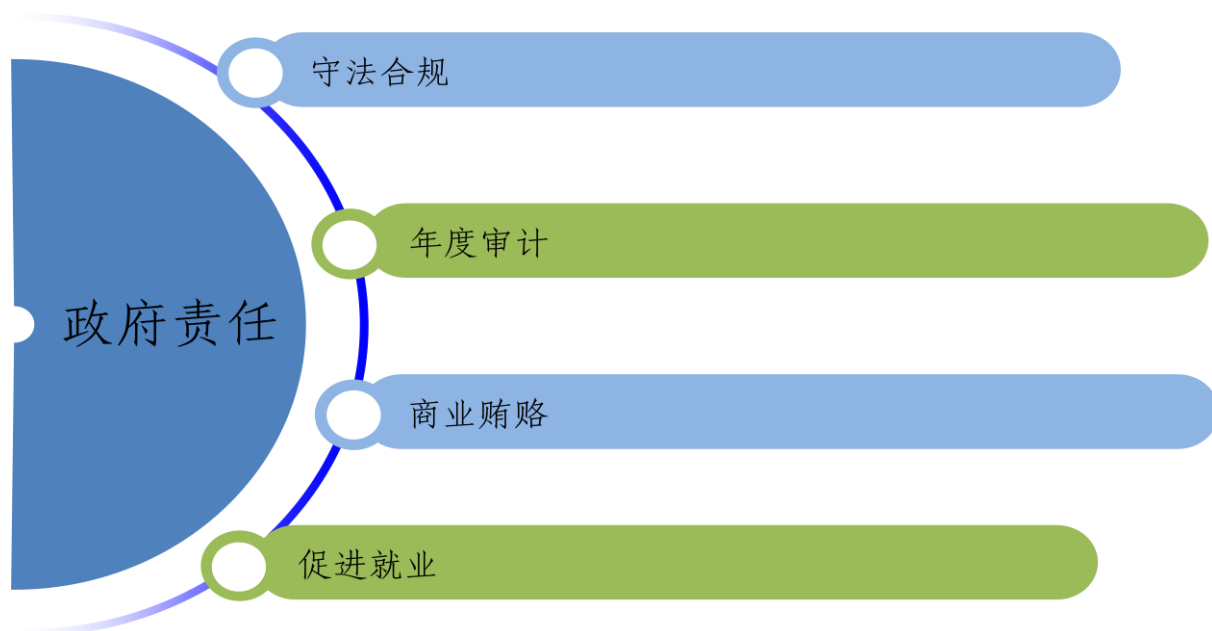 守法合规
年度审计
政府责任
商业贿赂
促进就业